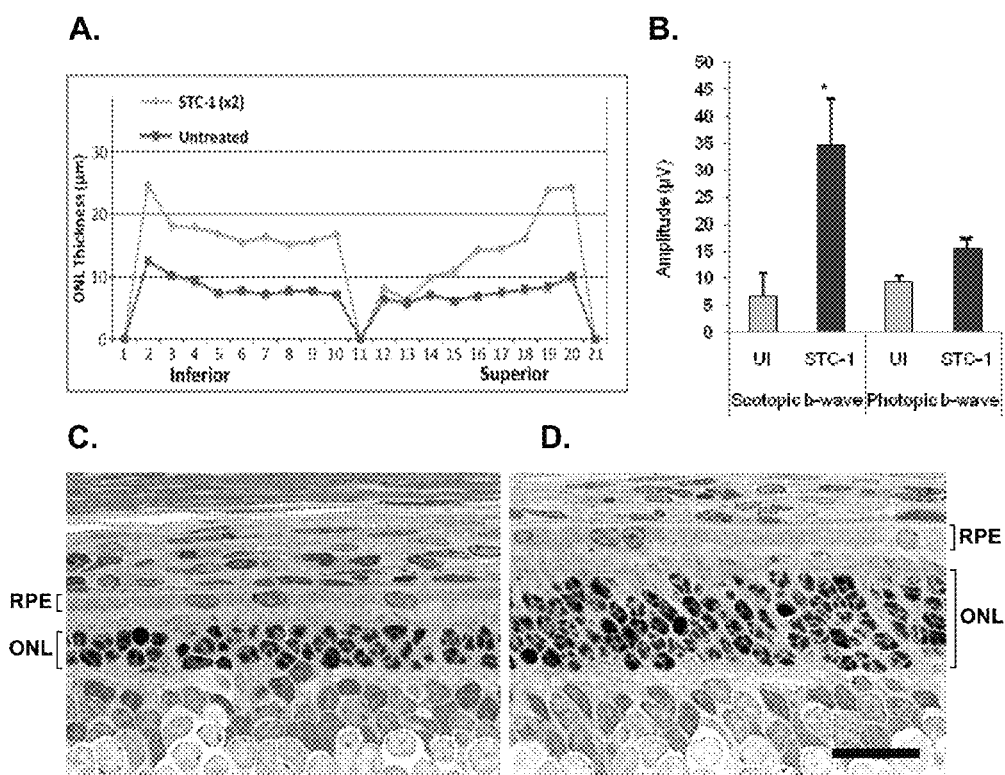 A.
STC-1 (x2)
Untreated
ONL Thickness (µm)
30
20
10
0
1 2 3 4 5 6 7 8 9 10 11 12 13 14 15 16 17 18 19 20 21
Inferior Superior
B.
Amplitude (µV)
50
45
40
35
30
25
20
15
10
5
0
*
UI STC-1 UI STC-1
Scotopic b-wave Photopic b-wave
C.
RPE
ONL
D.
RPE
ONL